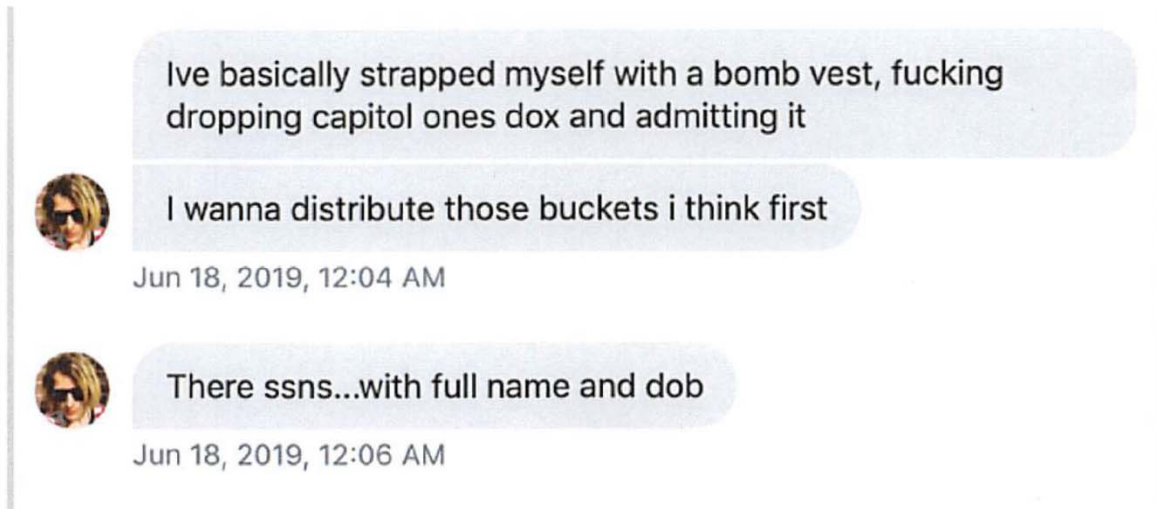 Ive basically strapped myself with a bomb vest, fucking
dropping capitol ones dox and admitting it
I wanna distribute those buckets i think first
Jun 18, 2019, 12:04 AM
There ssns...with full name and dob
Jun 18, 2019, 12:06 AM